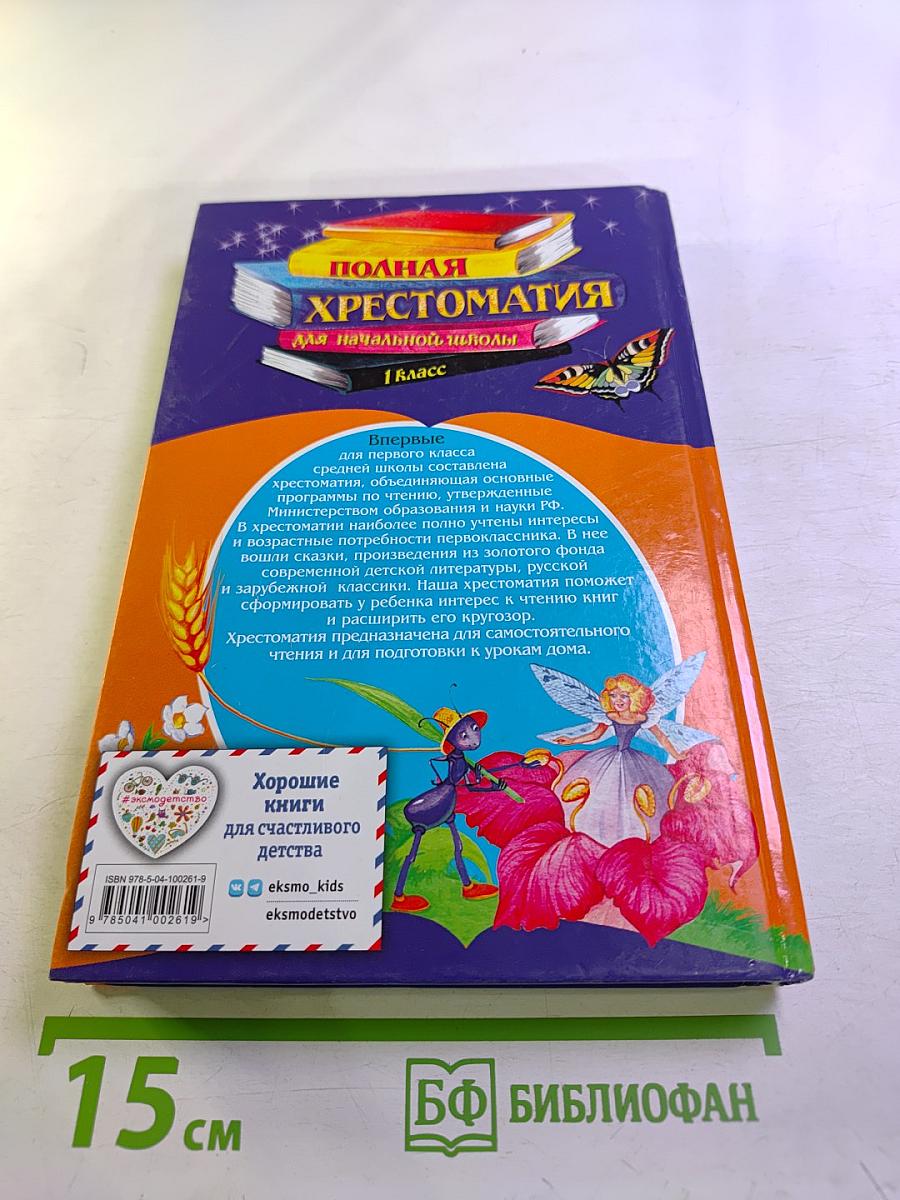 ПОЛНАЯ
ХРЕСТОМАТИЯ
для начальной школы
1 класс
Впервые
для первого класса
средней школы составлена
хрестоматия, объединяющая основные
программы по чтению, утвержденные
Министерством образования и науки РФ.
В хрестоматии наиболее полно учтены интересы
и возрастные потребности первоклассника. В нее
вошли сказки, произведения из золотого фонда
современной детской литературы, русской
и зарубежной классики. Наша хрестоматия поможет
сформировать у ребенка интерес к чтению книг
и расширить его кругозор.
Хрестоматия предназначена для самостоятельного
чтения и для подготовки к урокам дома.
#эксмодетство
Хорошие
книги
для счастливого
детства
ISBN 978-5-04-100261-9
9 785041 002619 >
eksmo_kids
eksmodetstvo
15 см
БФ БИБЛИОФАН